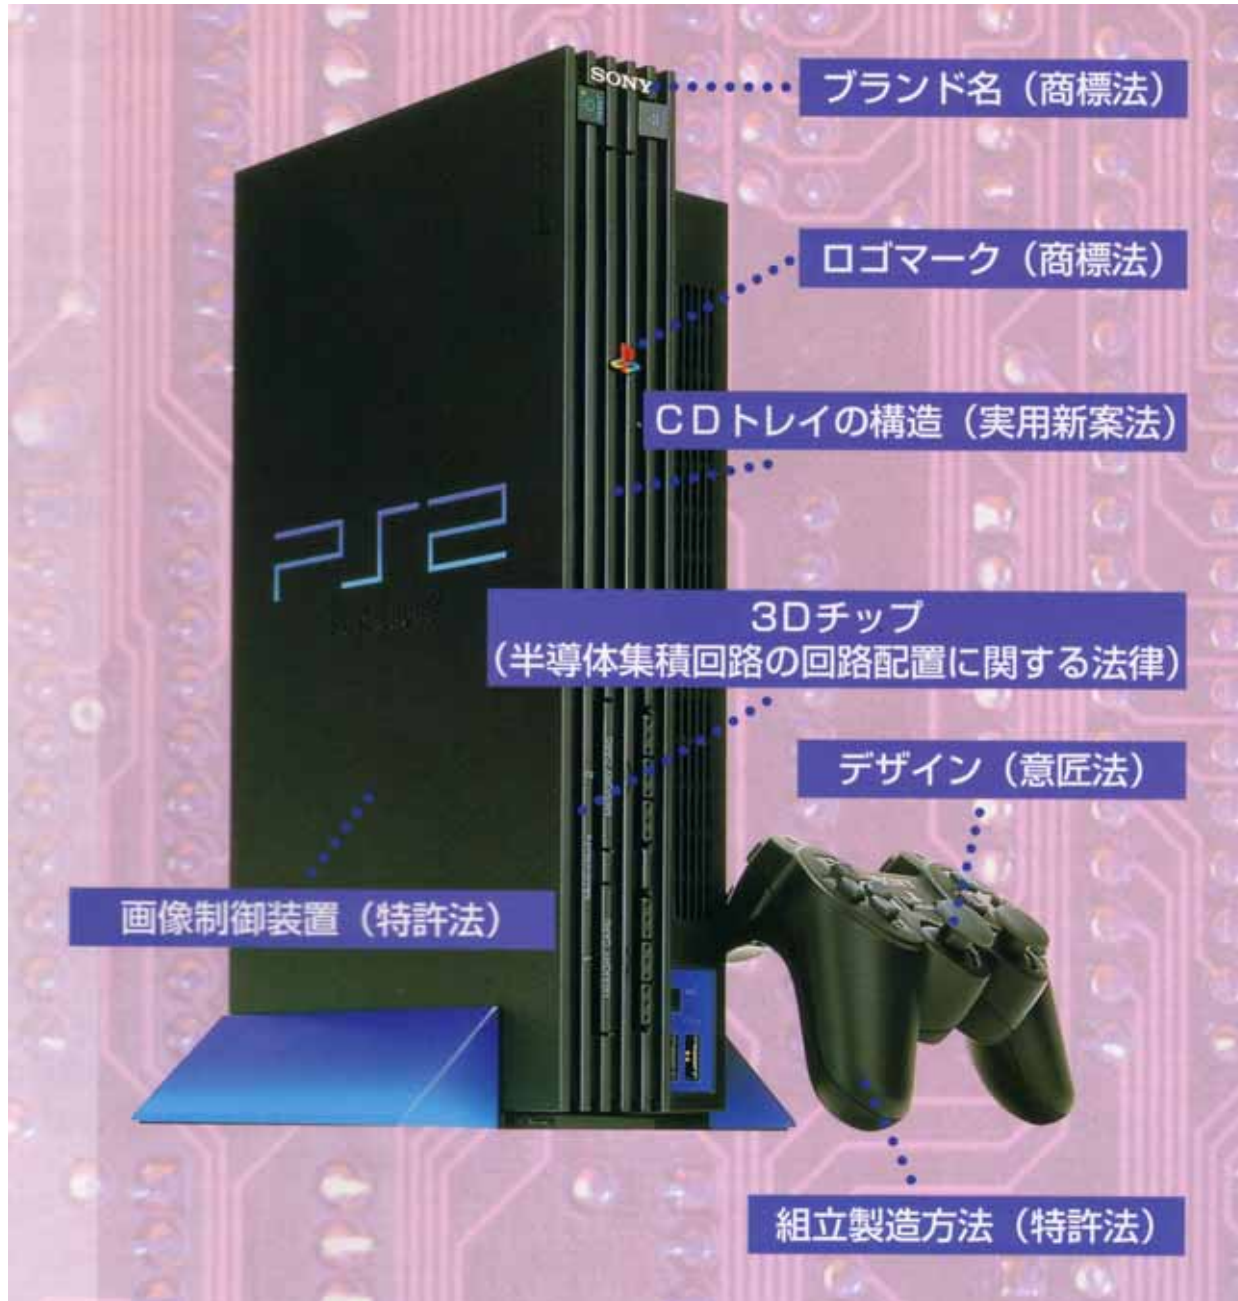 SONY
ブランド名（商標法）
ロゴマーク（商標法）
CDトレイの構造（実用新案法）
PS2
3Dチップ
（半導体集積回路の回路配置に関する法律）
デザイン（意匠法）
画像制御装置（特許法）
MEMORY CARD
組立製造方法（特許法）